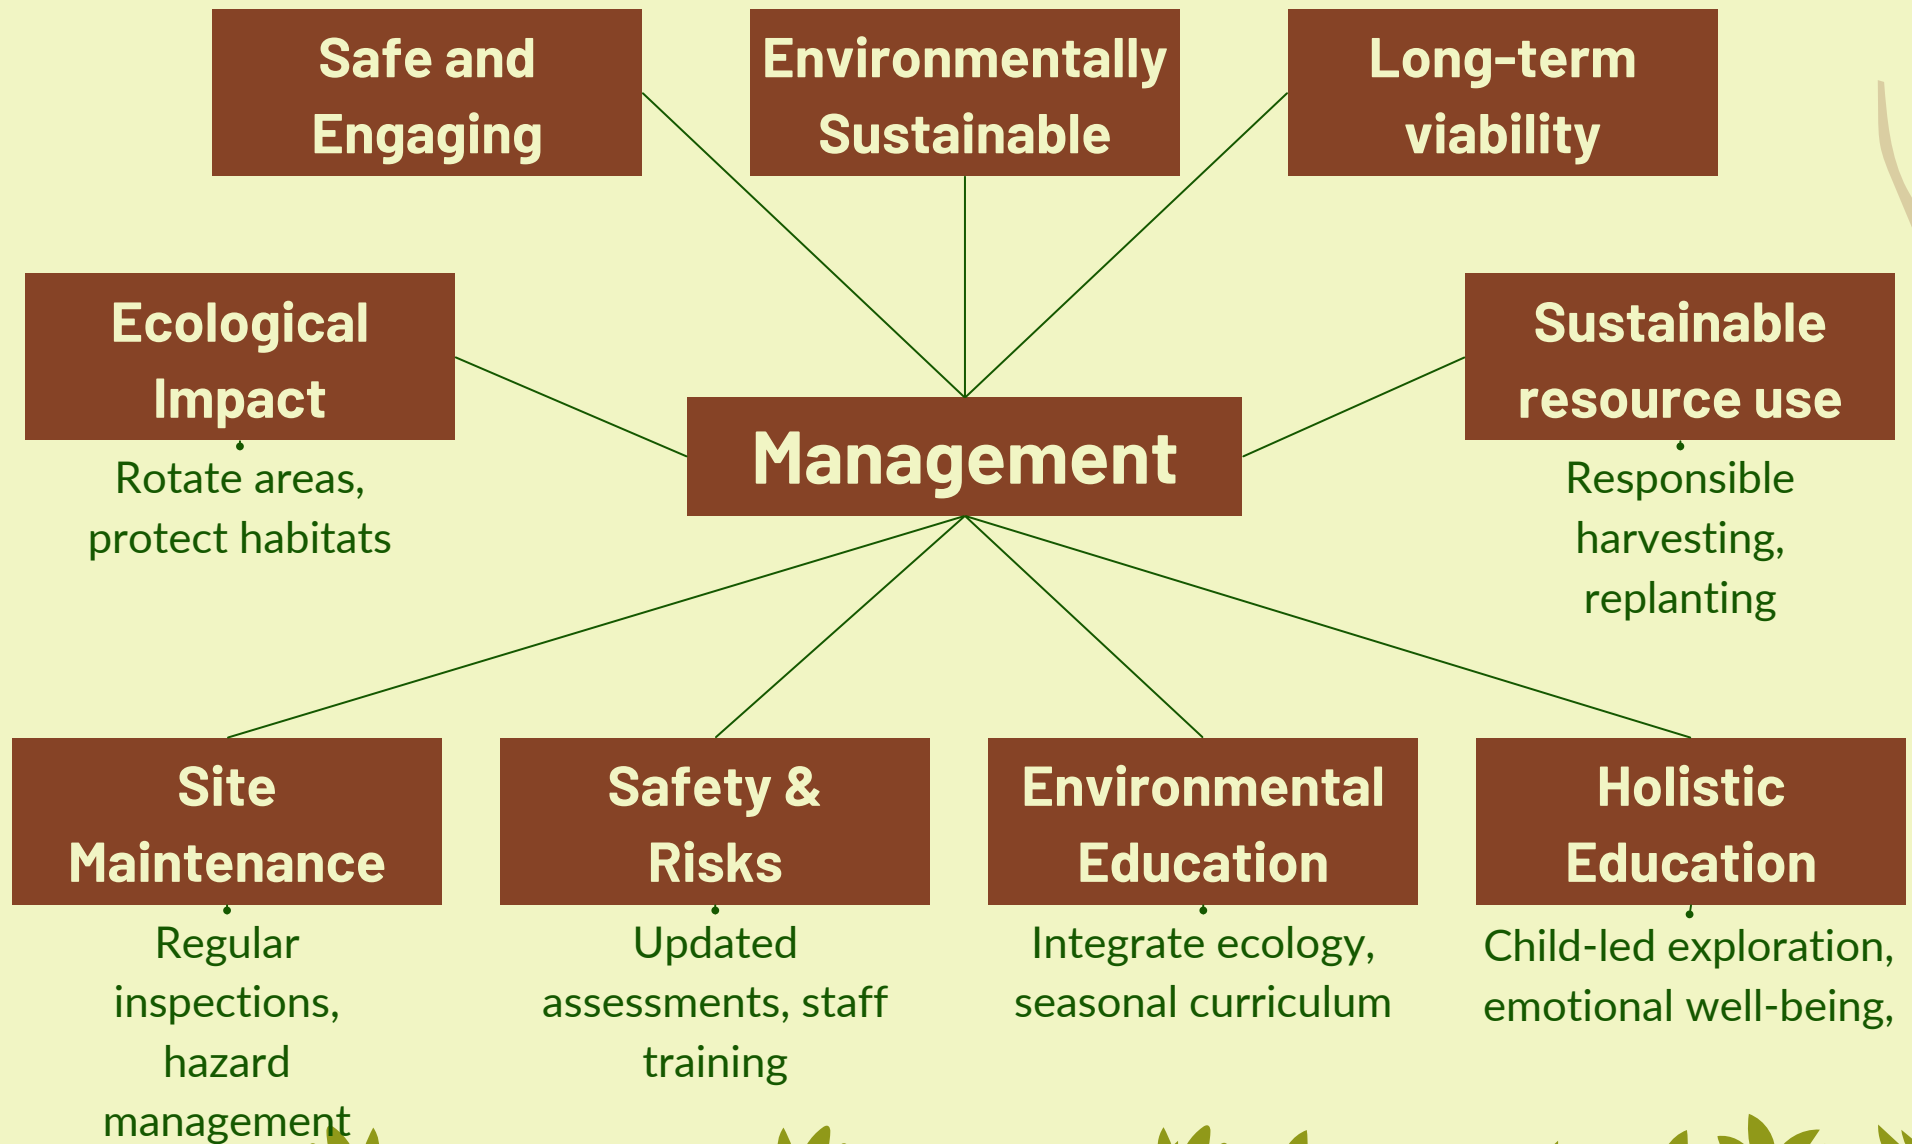 Safe and
Engaging
Environmentally
Sustainable
Long-term
viability
Ecological
Impact
Rotate areas,
protect habitats
Management
Sustainable
resource use
Responsible
harvesting,
replanting
Site
Maintenance
Regular
inspections,
hazard
management
Safety &
Risks
Updated
assessments, staff
training
Environmental
Education
Integrate ecology,
seasonal curriculum
Holistic
Education
Child-led exploration,
emotional well-being,